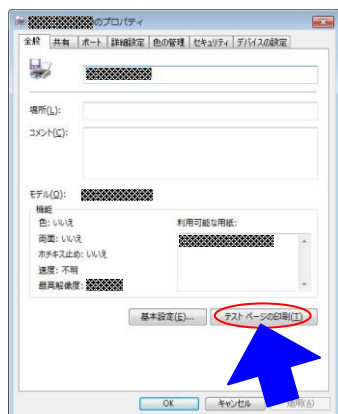 のプロパティ
全般 共有 ポート 詳細設定 色の管理 セキュリティ デバイスの設定
場所(L):
コメント(C):
モデル(O):
機能
色: いいえ 利用可能な用紙:
両面: いいえ
ホチキス止め: いいえ
速度: 不明
最高解像度:
基本設定(E)... テスト ページの印刷(T)
OK キャンセル 適用(A)